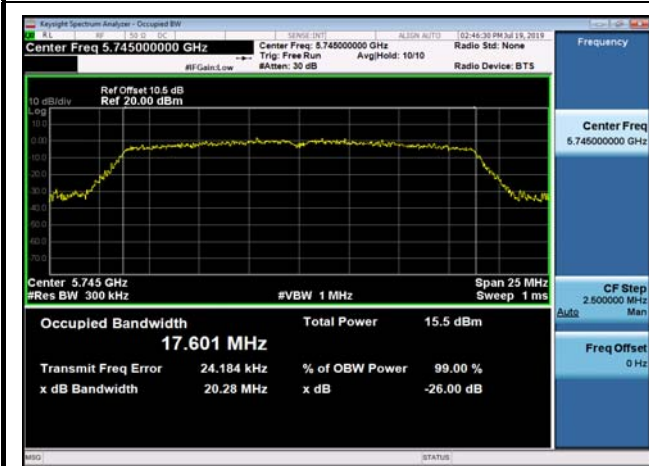 Keysight Spectrum Analyzer - Occupied BW
RL RF 50 Ω DC SENSE:INT ALIGN AUTO 02:46:30 PM Jul 19, 2019
Center Freq 5.745000000 GHz Center Freq: 5.745000000 GHz Radio Std: None Frequency
Trig: Free Run Avg|Hold: 10/10
#IFGain:Low #Atten: 30 dB Radio Device: BTS
Ref Offset 10.5 dB
10 dB/div Ref 20.00 dBm
Log
10.0
0.00
-10.0
-20.0
-30.0
-40.0
-50.0
-60.0
-70.0
Center Freq
5.745000000 GHz
Center 5.745 GHz Span 25 MHz
#Res BW 300 kHz #VBW 1 MHz Sweep 1 ms
CF Step
2.500000 MHz
Auto Man
Occupied Bandwidth Total Power 15.5 dBm
17.601 MHz
Transmit Freq Error 24.184 kHz % of OBW Power 99.00 %
x dB Bandwidth 20.28 MHz x dB -26.00 dB
Freq Offset
0 Hz
MSG STATUS